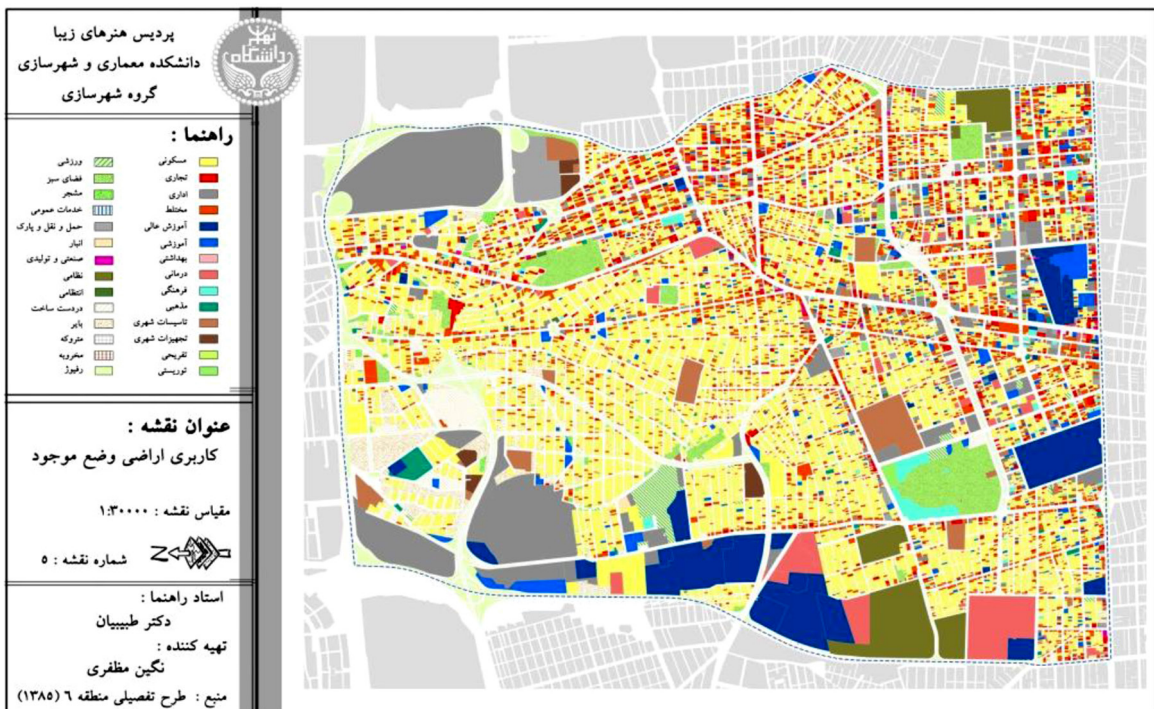 پردیس هنرهای زیبا
دانشکده معماری و شهرسازی
گروه شهرسازی
دانشگاه تهران
راهنما :
مسکونی
تجاری
اداری
مختلط
آموزش عالی
آموزشی
بهداشتی
درمانی
فرهنگی
مذهبی
تاسیسات شهری
تجهیزات شهری
تفریحی
توریستی
ورزشی
فضای سبز
مشجر
خدمات عمومی
حمل و نقل و پارک
انبار
صنعتی و تولیدی
نظامی
انتظامی
دردست ساخت
بایر
متروکه
مخروبه
رفیوژ
عنوان نقشه :
کاربری اراضی وضع موجود
مقیاس نقشه : ۱:۳۰۰۰۰
شماره نقشه : ۵
N
استاد راهنما :
دکتر طبیبیان
تهیه کننده :
نگین مظفری
منبع : طرح تفصیلی منطقه ۶ (۱۳۸۵)